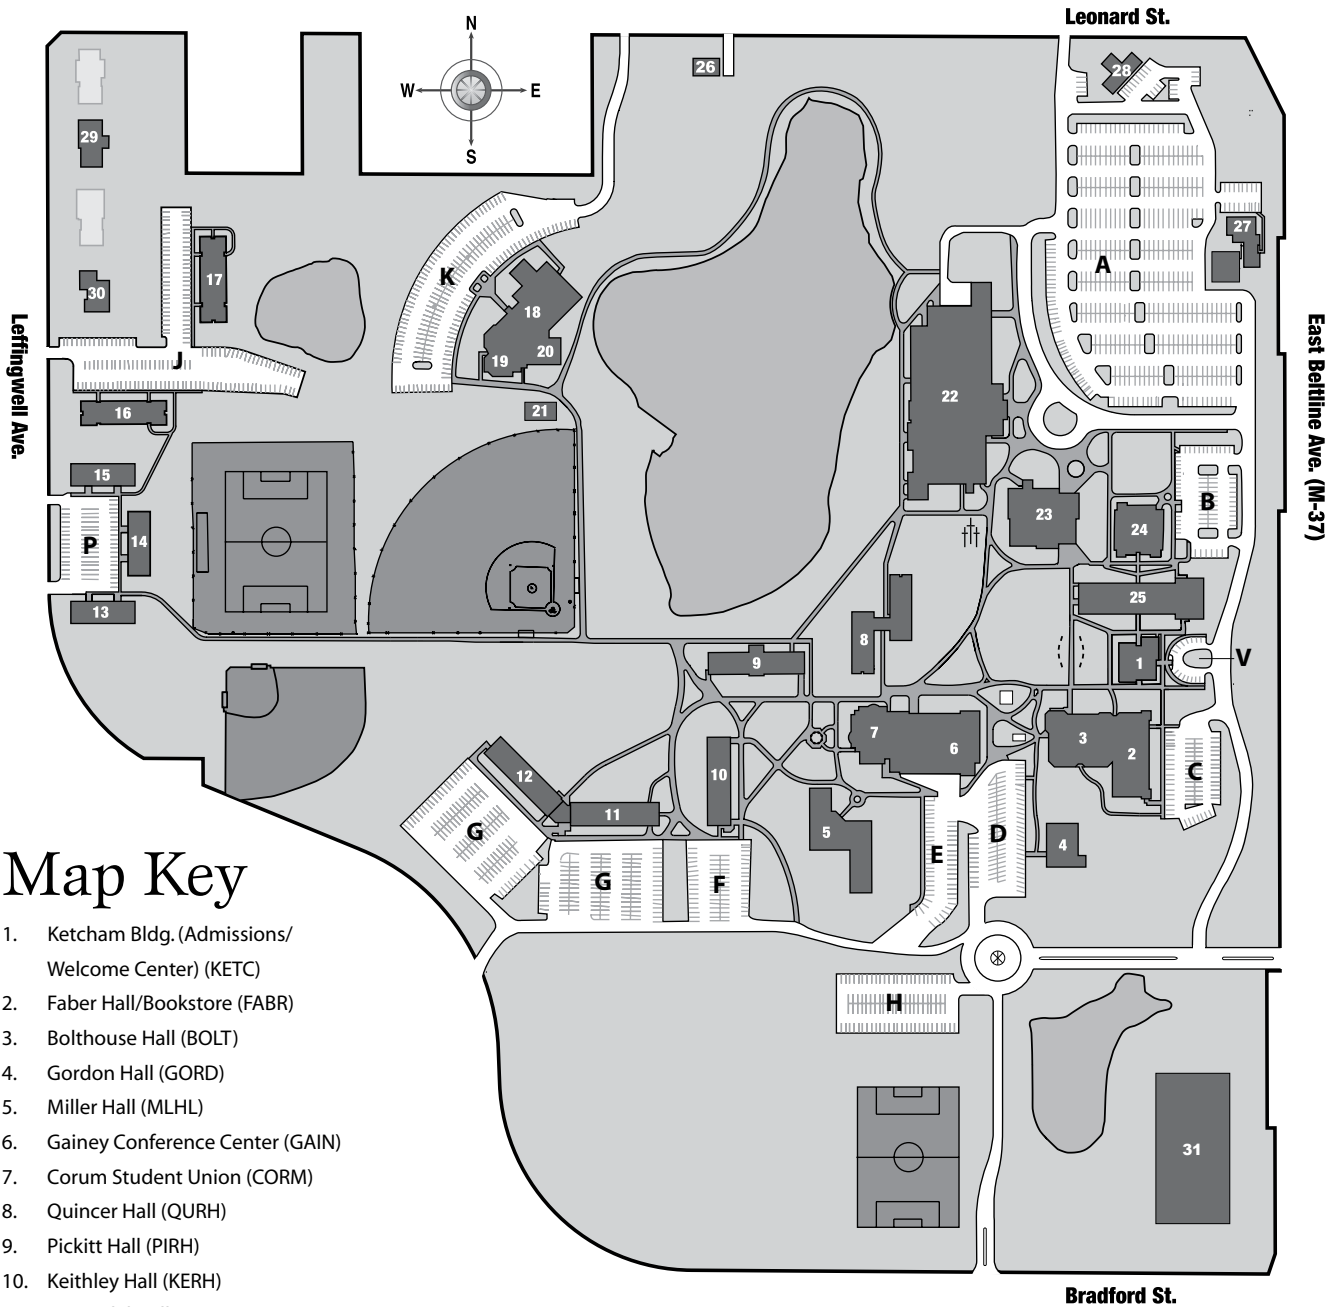 Leonard St.
N
W
E
S
26
28
29
27
A
17
K
30
18
Leffingwell Ave.
East Beltline Ave. (M-37)
J
19
20
22
16
21
15
B
23
24
P
14
25
13
8
9
1
V
7
6
3
2
12
10
C
11
5
G
D
4
E
G
F
Map Key
1. Ketcham Bldg. (Admissions/
Welcome Center) (KETC)
2. Faber Hall/Bookstore (FABR)
3. Bolthouse Hall (BOLT)
4. Gordon Hall (GORD)
5. Miller Hall (MLHL)
6. Gainey Conference Center (GAIN)
7. Corum Student Union (CORM)
8. Quincer Hall (QURH)
9. Pickitt Hall (PIRH)
10. Keithley Hall (KERH)
H
31
Bradford St.